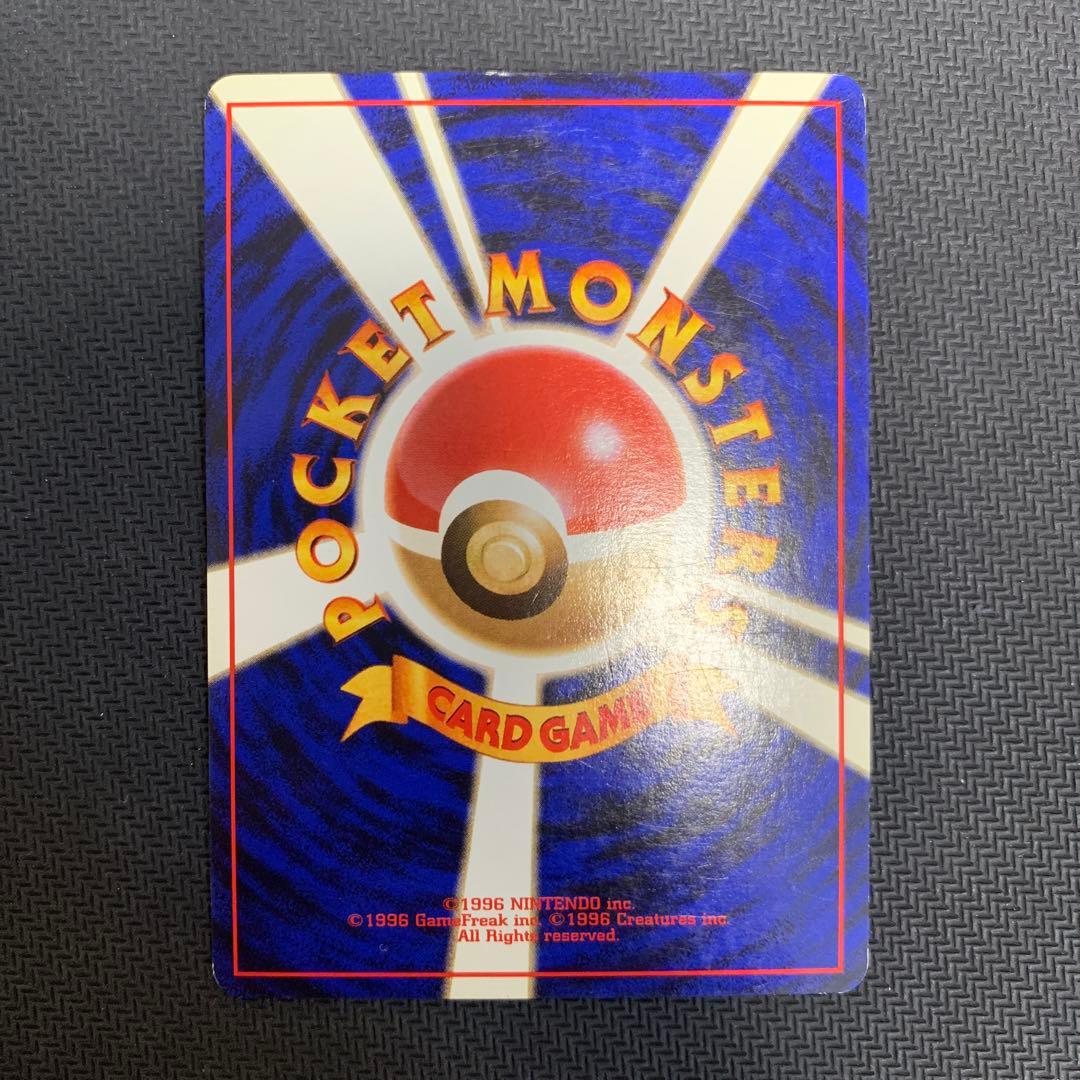 POCKET MONSTERS
CARD GAME
©1996 NINTENDO inc.
©1996 GameFreak inc. ©1996 Creatures inc.
All Rights reserved.